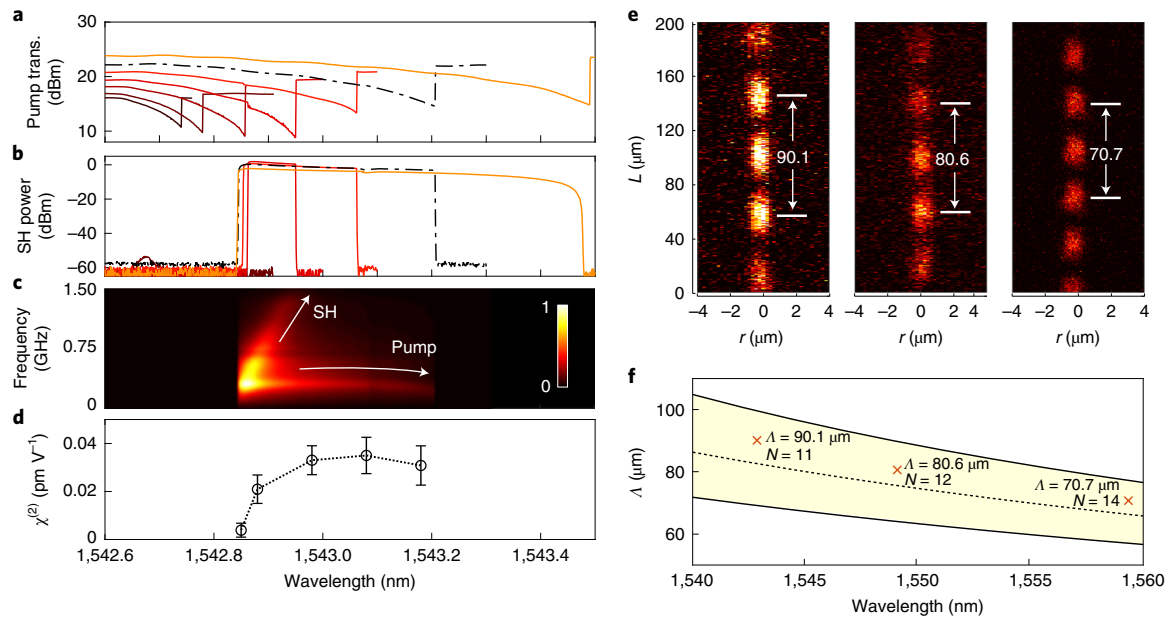 a
30
20
10
Pump trans.
(dBm)
b
0
–20
–60
SH power
(dBm)
c
1.50
0.75
0
Frequency
(GHz)
SH
Pump
1
0
d
0.04
0.02
0
χ(2) (pm V−1)
1,542.6 1,542.8 1,543.0 1,543.2 1,543.4
Wavelength (nm)
e
200
160
120
80
40
0
L (μm)
90.1
80.6
70.7
–4 –2 0 2 4
–4 –2 0 2 4
–4 –2 0 2 4
r (μm)
r (μm)
r (μm)
f
100
80
60
Λ (μm)
Λ = 90.1 μm
N = 11
Λ = 80.6 μm
N = 12
Λ = 70.7 μm
N = 14
1,540 1,545 1,550 1,555 1,560
Wavelength (nm)